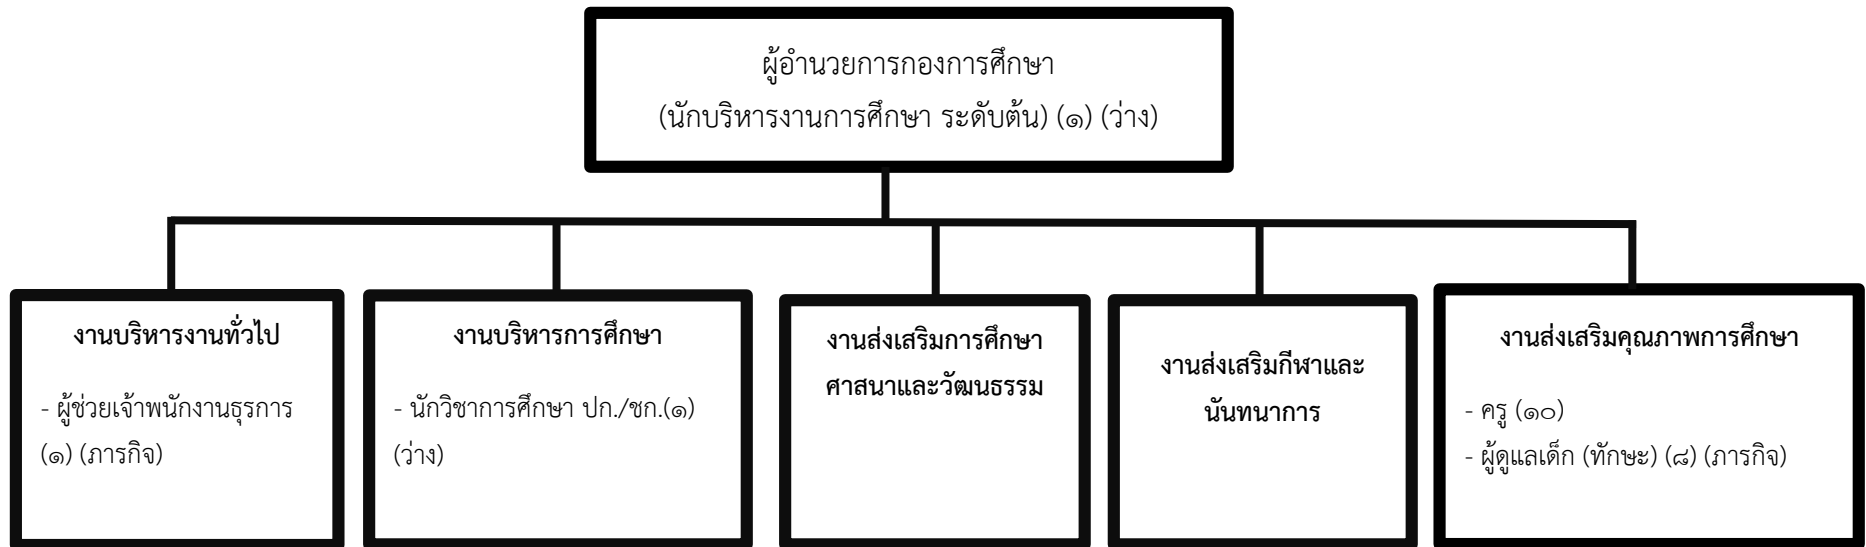 ผู้อำนวยการกองการศึกษา
(นักบริหารงานการศึกษา ระดับต้น) (๑) (ว่าง)
งานบริหารงานทั่วไป
- ผู้ช่วยเจ้าพนักงานธุรการ
(๑) (ภารกิจ)
งานบริหารการศึกษา
- นักวิชาการศึกษา ปก./ชก.(๑)
(ว่าง)
งานส่งเสริมการศึกษา
ศาสนาและวัฒนธรรม
งานส่งเสริมกีฬาและ
นันทนาการ
งานส่งเสริมคุณภาพการศึกษา
- ครู (๑๐)
- ผู้ดูแลเด็ก (ทักษะ) (๘) (ภารกิจ)